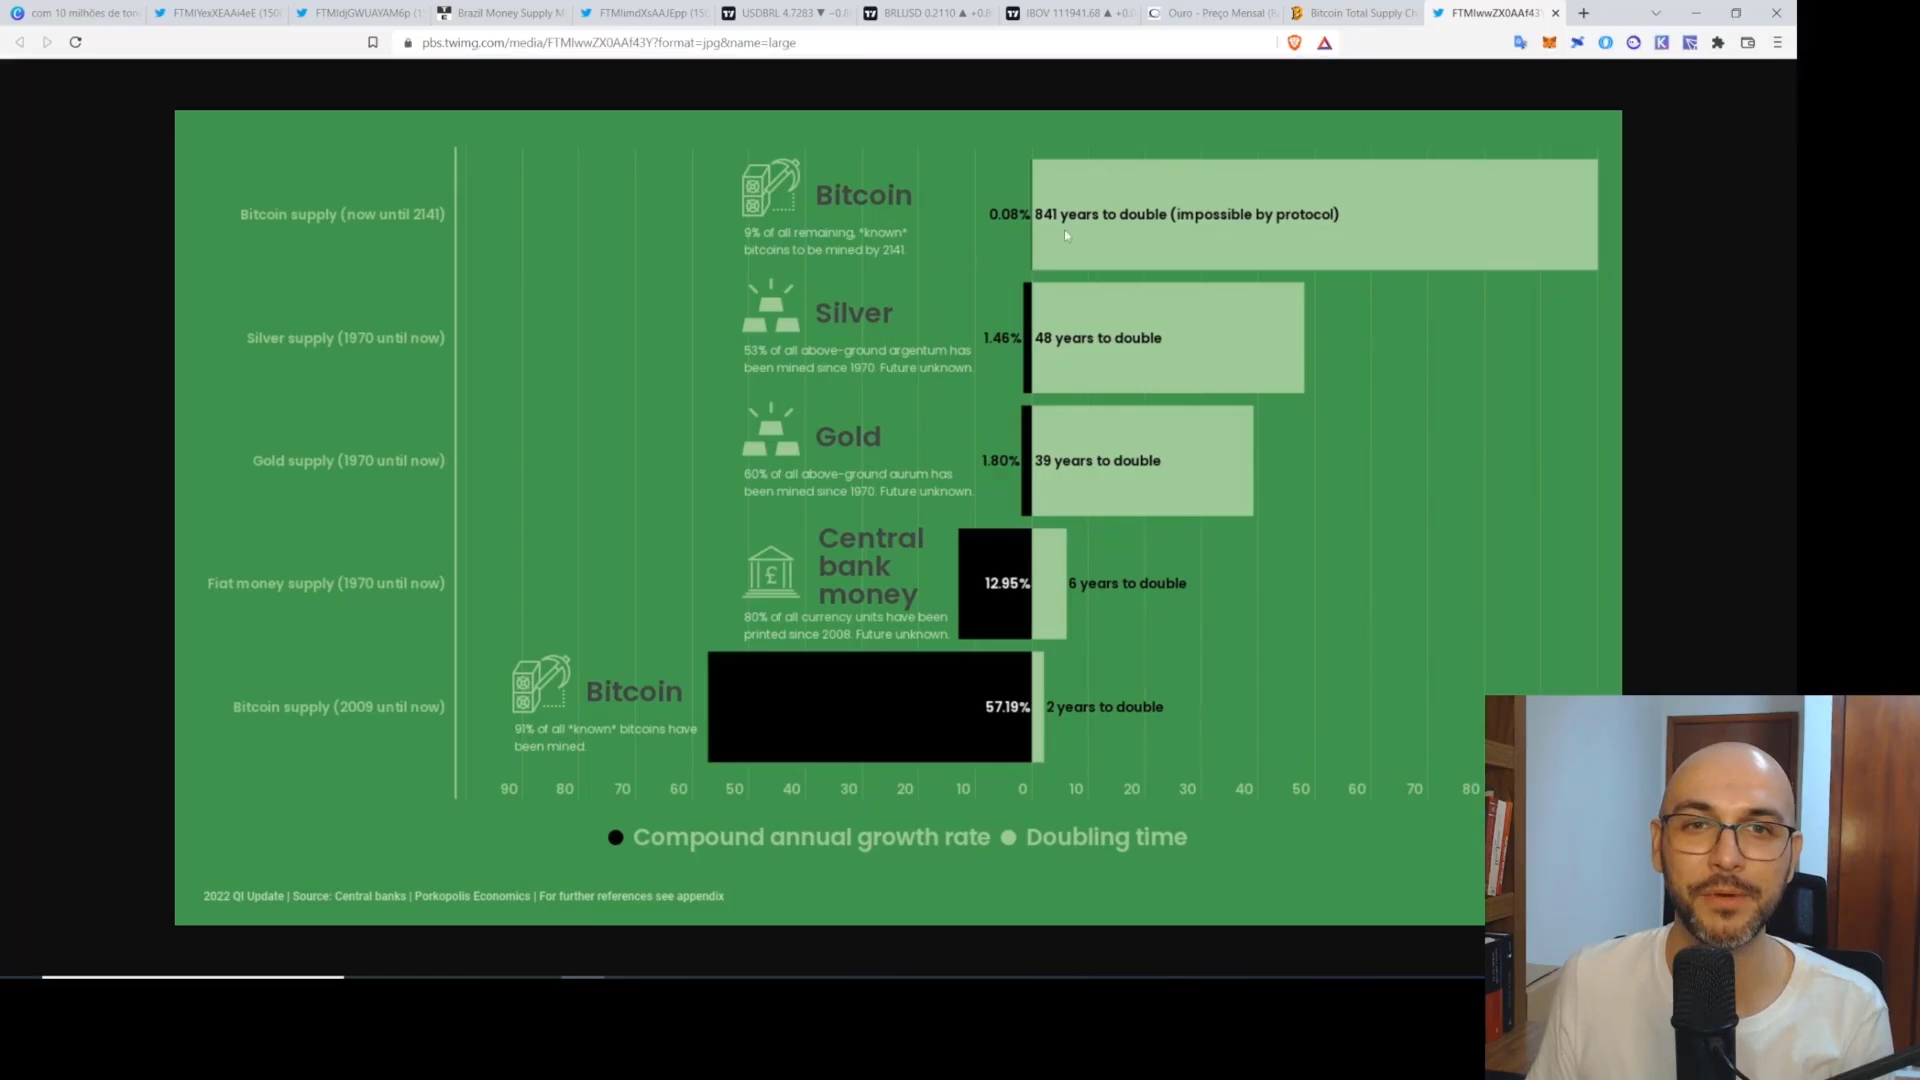 com 10 milhões de ton
FTMIYexXEAAi4eE (150
FTMIdjGWUAYAM6p (1
Brazil Money Supply M
FTMIimdXsAAJEpp (15
USDBRL 4.7283 ▼ −0.8
BRLUSD 0.2110 ▲ +0.8
IBOV 111941.68 ▲ +0.
Ouro - Preço Mensal (
Bitcoin Total Supply Ch
FTMIwwZX0AAf43
pbs.twimg.com/media/FTMIwwZX0AAf43Y?format=jpg&name=large
Bitcoin supply (now until 2141)
Bitcoin
9% of all remaining, *known*
bitcoins to be mined by 2141.
0.08%
841 years to double (impossible by protocol)
Silver supply (1970 until now)
Silver
53% of all above-ground argentum has
been mined since 1970. Future unknown.
1.46%
48 years to double
Gold supply (1970 until now)
Gold
60% of all above-ground aurum has
been mined since 1970. Future unknown.
1.80%
39 years to double
Fiat money supply (1970 until now)
£
Central
bank
money
80% of all currency units have been
printed since 2008. Future unknown.
12.95%
6 years to double
Bitcoin supply (2009 until now)
Bitcoin
91% of all *known* bitcoins have
been mined.
57.19%
2 years to double
90 80 70 60 50 40 30 20 10 0 10 20 30 40 50 60 70 80
Compound annual growth rate
Doubling time
2022 Q1 Update | Source: Central banks | Porkopolis Economics | For further references see appendix